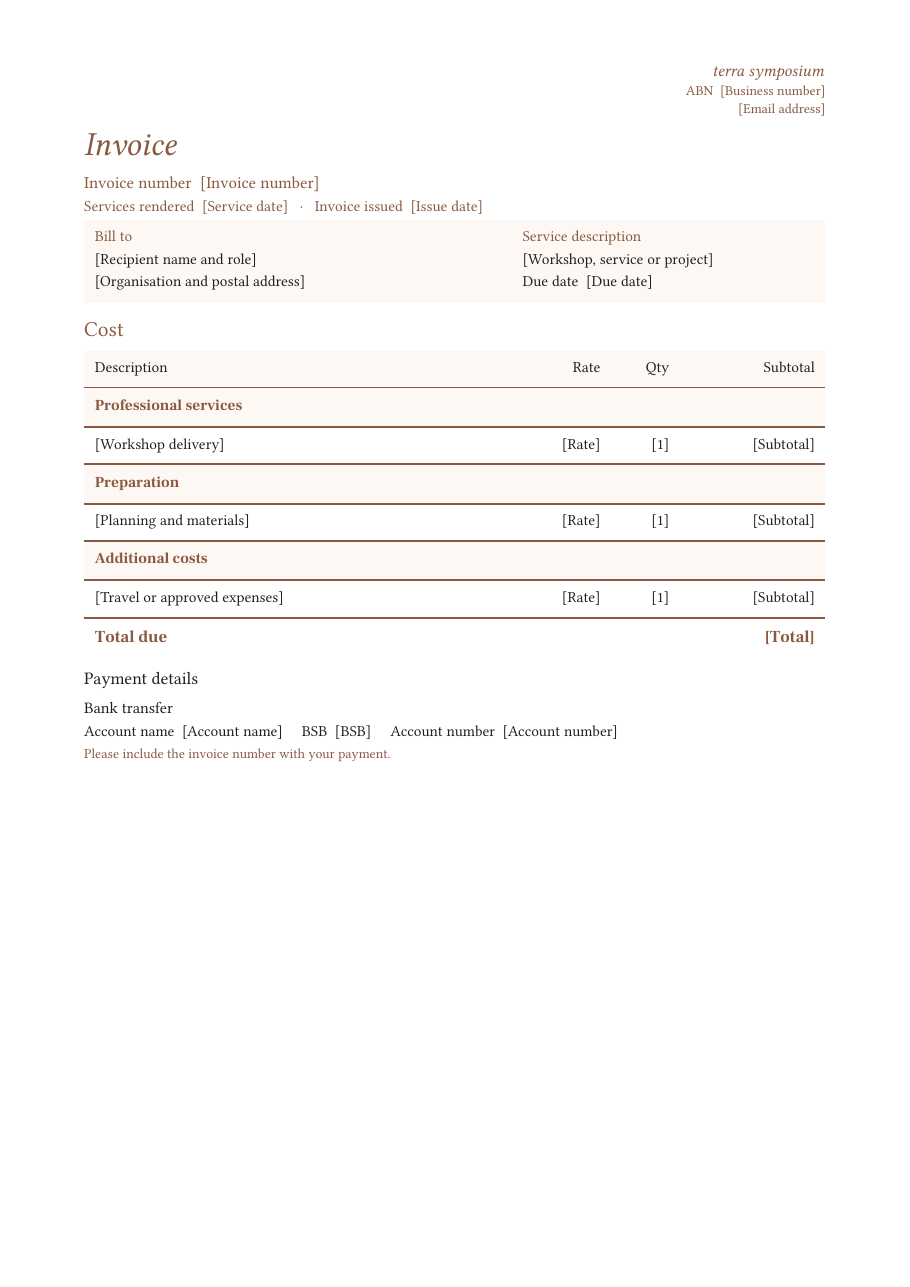 terra symposium
ABN [Business number]
[Email address]
Invoice
Invoice number [Invoice number]
Services rendered [Service date] · Invoice issued [Issue date]
Bill to
[Recipient name and role]
[Organisation and postal address]
Service description
[Workshop, service or project]
Due date [Due date]
Cost
Description Rate Qty Subtotal
Professional services
[Workshop delivery] [Rate] [1] [Subtotal]
Preparation
[Planning and materials] [Rate] [1] [Subtotal]
Additional costs
[Travel or approved expenses] [Rate] [1] [Subtotal]
Total due [Total]
Payment details
Bank transfer
Account name [Account name] BSB [BSB] Account number [Account number]
Please include the invoice number with your payment.